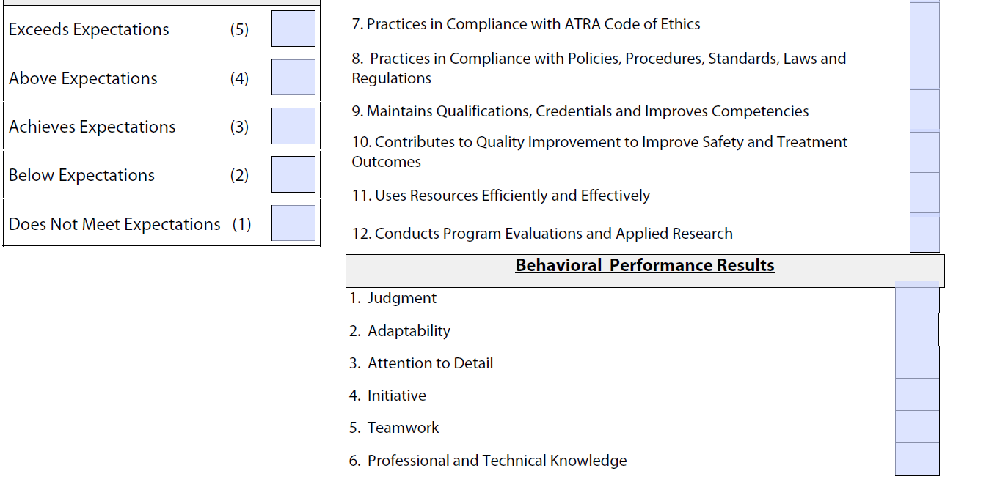 Exceeds Expectations (5)
Above Expectations (4)
Achieves Expectations (3)
Below Expectations (2)
Does Not Meet Expectations (1)
7. Practices in Compliance with ATRA Code of Ethics
8. Practices in Compliance with Policies, Procedures, Standards, Laws and
Regulations
9. Maintains Qualifications, Credentials and Improves Competencies
10. Contributes to Quality Improvement to Improve Safety and Treatment
Outcomes
11. Uses Resources Efficiently and Effectively
12. Conducts Program Evaluations and Applied Research
Behavioral Performance Results
1. Judgment
2. Adaptability
3. Attention to Detail
4. Initiative
5. Teamwork
6. Professional and Technical Knowledge